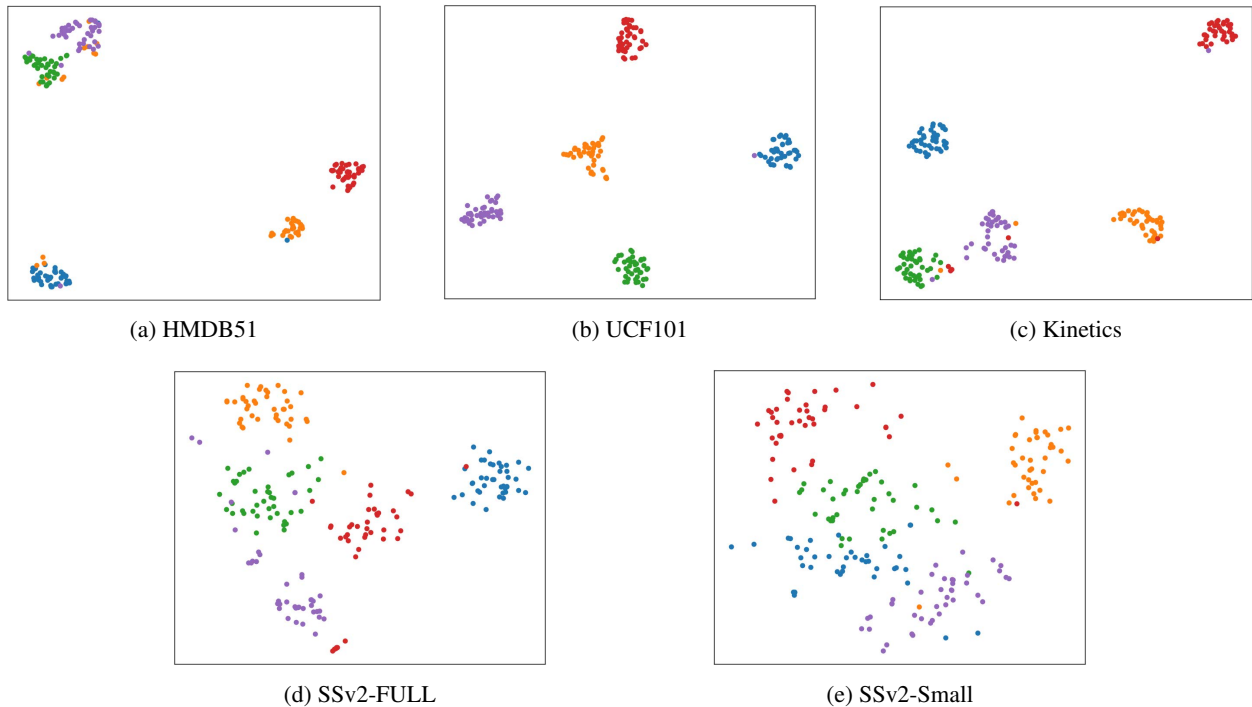 (a) HMDB51
(b) UCF101
(c) Kinetics
(d) SSv2-FULL
(e) SSv2-Small